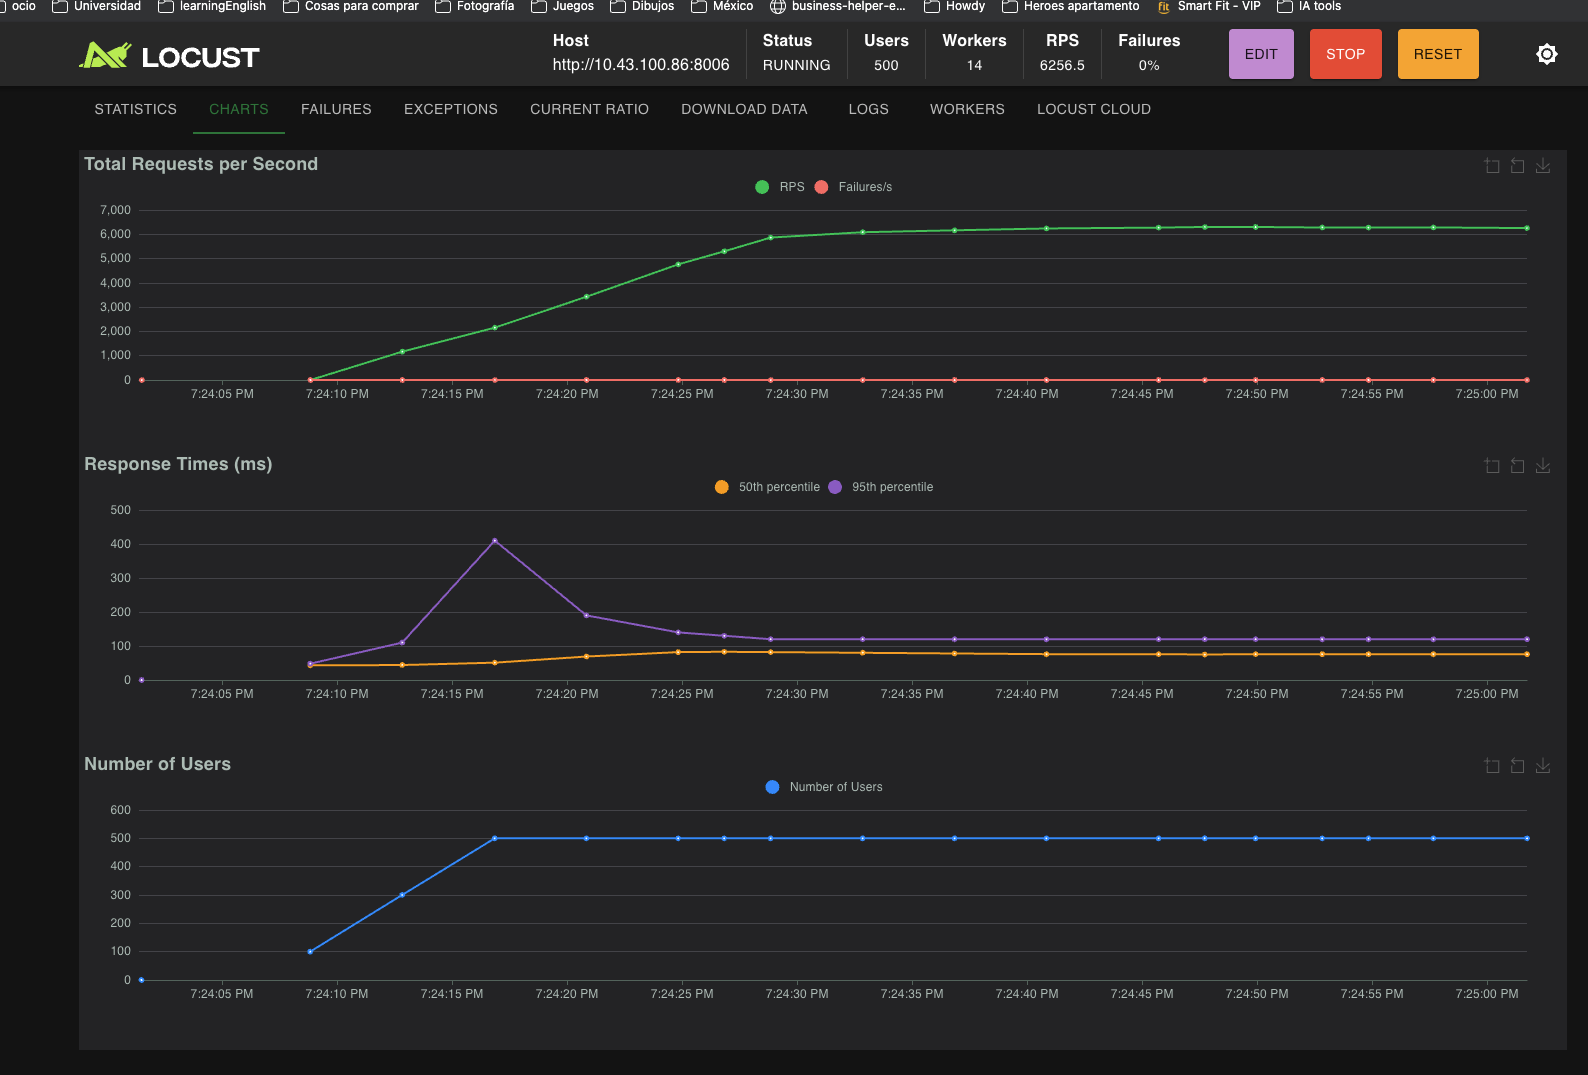 ocio Universidad learningEnglish Cosas para comprar Fotografía Juegos Dibujos México business-helper-e... Howdy Heroes apartamento fit Smart Fit - VIP IA tools
LOCUST
Host Status Users Workers RPS Failures
http://10.43.100.86:8006 RUNNING 500 14 6256.5 0%
EDIT STOP RESET
STATISTICS CHARTS FAILURES EXCEPTIONS CURRENT RATIO DOWNLOAD DATA LOGS WORKERS LOCUST CLOUD
Total Requests per Second
RPS Failures/s
7,000
6,000
5,000
4,000
3,000
2,000
1,000
0
7:24:05 PM 7:24:10 PM 7:24:15 PM 7:24:20 PM 7:24:25 PM 7:24:30 PM 7:24:35 PM 7:24:40 PM 7:24:45 PM 7:24:50 PM 7:24:55 PM 7:25:00 PM
Response Times (ms)
50th percentile 95th percentile
500
400
300
200
100
0
7:24:05 PM 7:24:10 PM 7:24:15 PM 7:24:20 PM 7:24:25 PM 7:24:30 PM 7:24:35 PM 7:24:40 PM 7:24:45 PM 7:24:50 PM 7:24:55 PM 7:25:00 PM
Number of Users
Number of Users
600
500
400
300
200
100
0
7:24:05 PM 7:24:10 PM 7:24:15 PM 7:24:20 PM 7:24:25 PM 7:24:30 PM 7:24:35 PM 7:24:40 PM 7:24:45 PM 7:24:50 PM 7:24:55 PM 7:25:00 PM